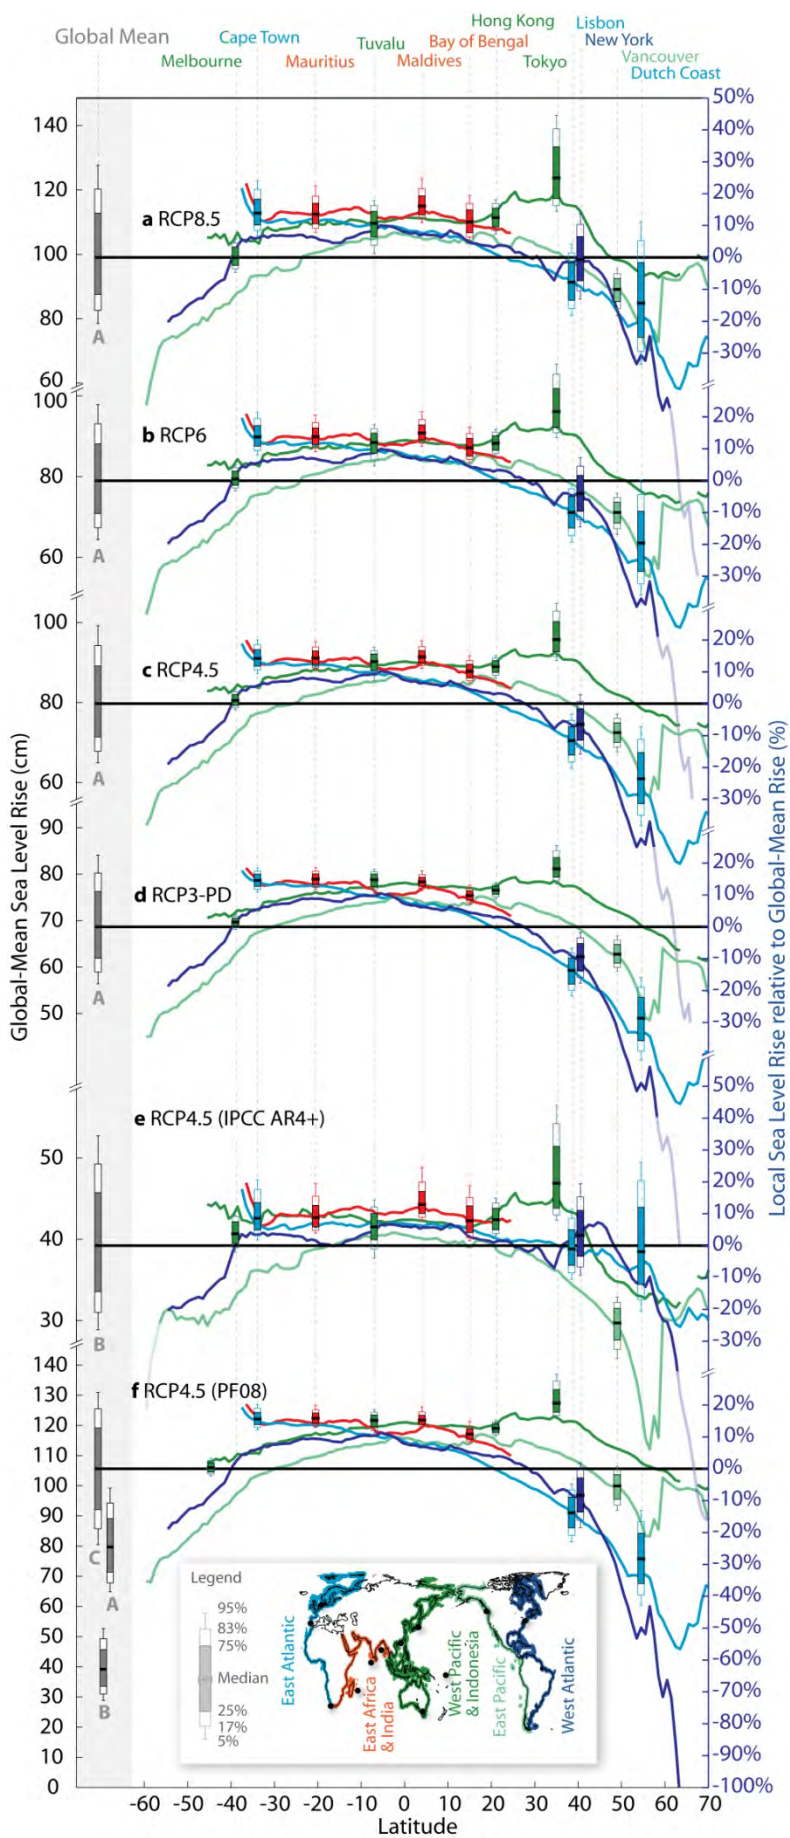 Global Mean
Melbourne
Cape Town
Mauritius
Tuvalu
Maldives
Bay of Bengal
Hong Kong
Tokyo
Lisbon
New York
Vancouver
Dutch Coast
140
120
100
80
60
a RCP8.5
A
50%
40%
30%
20%
10%
0%
-10%
-20%
-30%
100
80
60
b RCP6
A
20%
10%
0%
-10%
-20%
-30%
100
80
60
c RCP4.5
A
20%
10%
0%
-10%
-20%
-30%
90
80
70
60
50
d RCP3-PD
A
20%
10%
0%
-10%
-20%
-30%
e RCP4.5 (IPCC AR4+)
50
40
30
B
50%
40%
30%
20%
10%
0%
-10%
-20%
-30%
f RCP4.5 (PF08)
140
130
120
110
100
90
80
70
60
50
40
30
20
10
0
C
A
B
20%
10%
0%
-10%
-20%
-30%
-40%
-50%
-60%
-70%
-80%
-90%
-100%
Global-Mean Sea Level Rise (cm)
Local Sea Level Rise relative to Global-Mean Rise (%)
Legend
95%
83%
75%
Median
25%
17%
5%
East Atlantic
East Africa
& India
West Pacific
& Indonesia
East Pacific
West Atlantic
-60 -50 -40 -30 -20 -10 0 10 20 30 40 50 60 70
Latitude